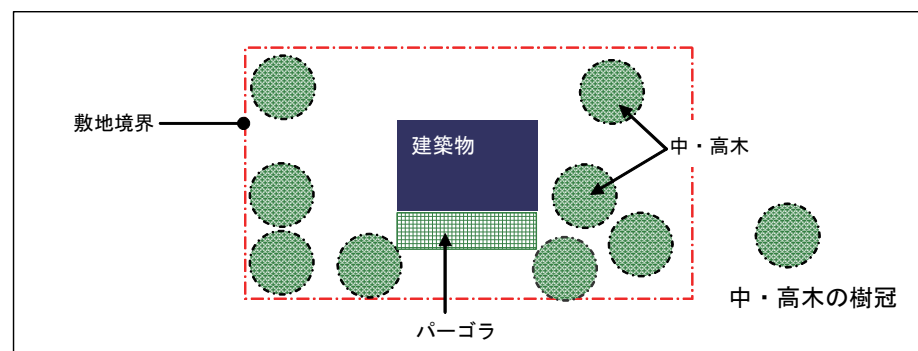 建築物
敷地境界
中・高木
中・高木の樹冠
パーゴラ